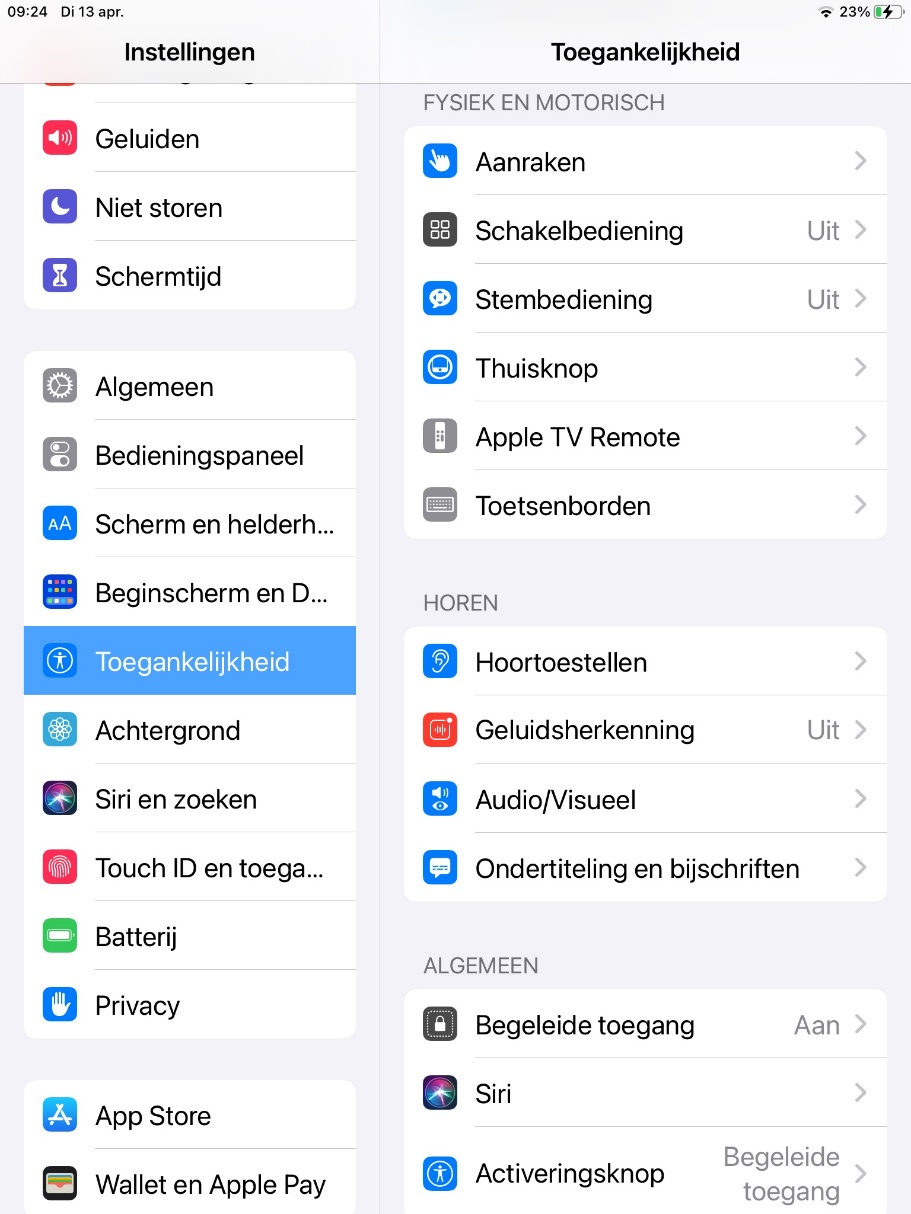 09:24 Di 13 apr.
23%
Instellingen
Geluiden
Niet storen
Schermtijd
Algemeen
Bedieningspaneel
Scherm en helderh...
Beginscherm en D...
Toegankelijkheid
Achtergrond
Siri en zoeken
Touch ID en toega...
Batterij
Privacy
App Store
Wallet en Apple Pay
Toegankelijkheid
FYSIEK EN MOTORISCH
Aanraken
Schakelbediening Uit
Stembediening Uit
Thuisknop
Apple TV Remote
Toetsenborden
HOREN
Hoortoestellen
Geluidsherkenning Uit
Audio/Visueel
Ondertiteling en bijschriften
ALGEMEEN
Begeleide toegang Aan
Siri
Activeringsknop Begeleide
toegang